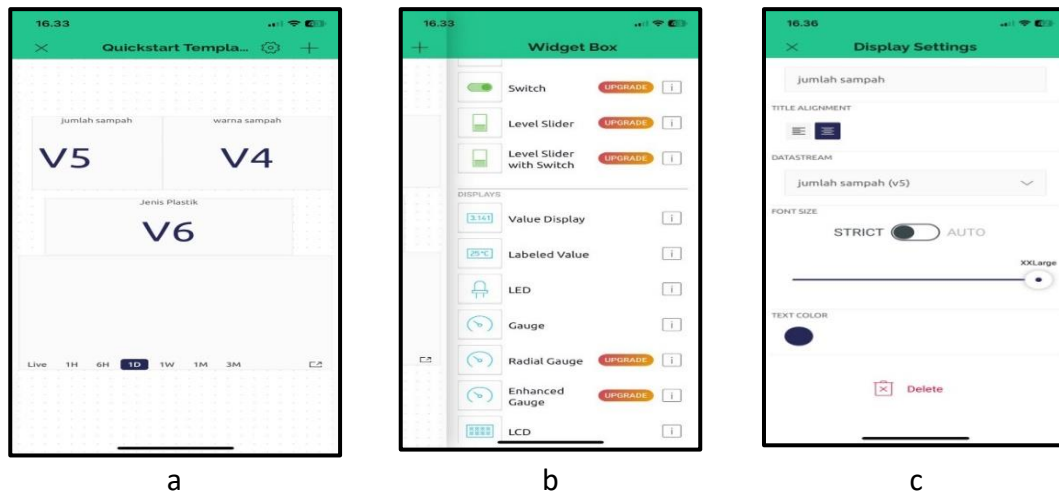 16.33
Quickstart Templa...
jumlah sampah
warna sampah
V5
V4
Jenis Plastik
V6
Live 1H 6H 1D 1W 1M 3M
a
16.33
Widget Box
Switch UPGRADE i
Level Slider UPGRADE i
Level Slider
with Switch UPGRADE i
DISPLAYS
3.141 Value Display i
25°C Labeled Value i
LED i
Gauge i
Radial Gauge UPGRADE i
Enhanced
Gauge UPGRADE i
LCD i
b
16.36
Display Settings
jumlah sampah
TITLE ALIGNMENT
DATASTREAM
jumlah sampah (v5)
FONT SIZE
STRICT AUTO
XXLarge
TEXT COLOR
Delete
c